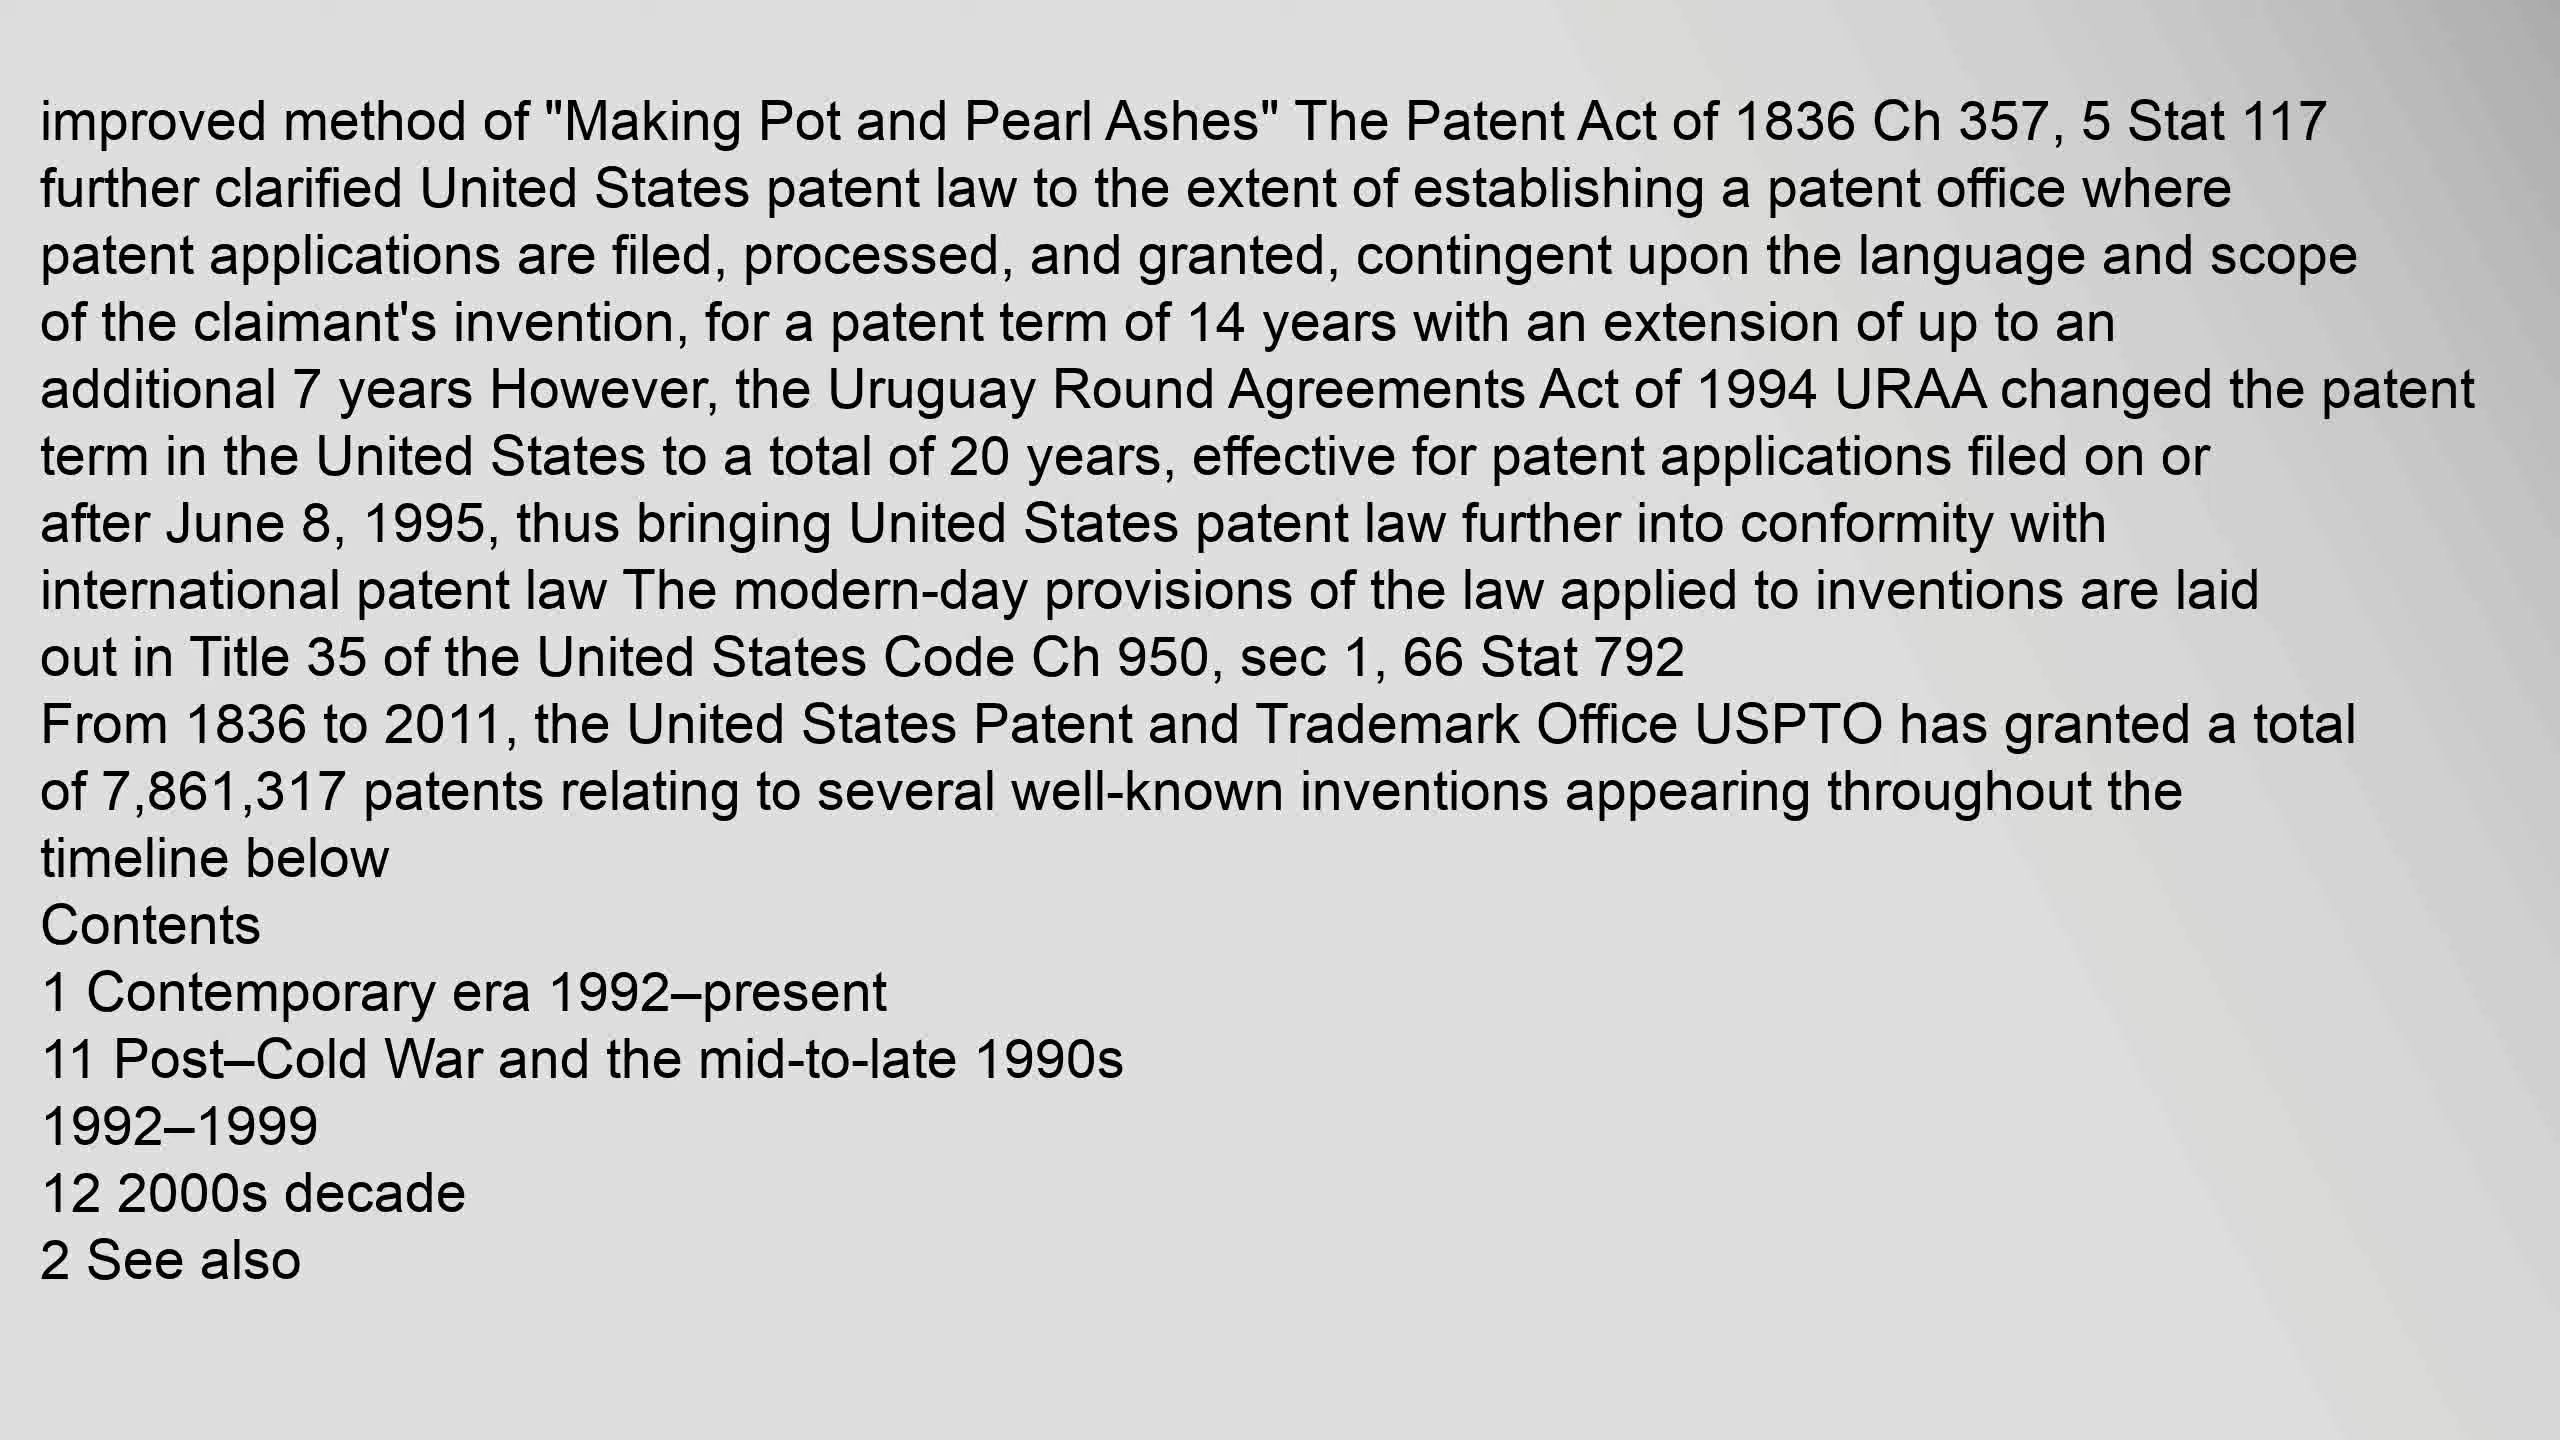 improved method of "Making Pot and Pearl Ashes" The Patent Act of 1836 Ch 357, 5 Stat 117
further clarified United States patent law to the extent of establishing a patent office where
patent applications are filed, processed, and granted, contingent upon the language and scope
of the claimant's invention, for a patent term of 14 years with an extension of up to an
additional 7 years However, the Uruguay Round Agreements Act of 1994 URAA changed the patent
term in the United States to a total of 20 years, effective for patent applications filed on or
after June 8, 1995, thus bringing United States patent law further into conformity with
international patent law The modern-day provisions of the law applied to inventions are laid
out in Title 35 of the United States Code Ch 950, sec 1, 66 Stat 792
From 1836 to 2011, the United States Patent and Trademark Office USPTO has granted a total
of 7,861,317 patents relating to several well-known inventions appearing throughout the
timeline below
Contents
1 Contemporary era 1992–present
11 Post–Cold War and the mid-to-late 1990s
1992–1999
12 2000s decade
2 See also